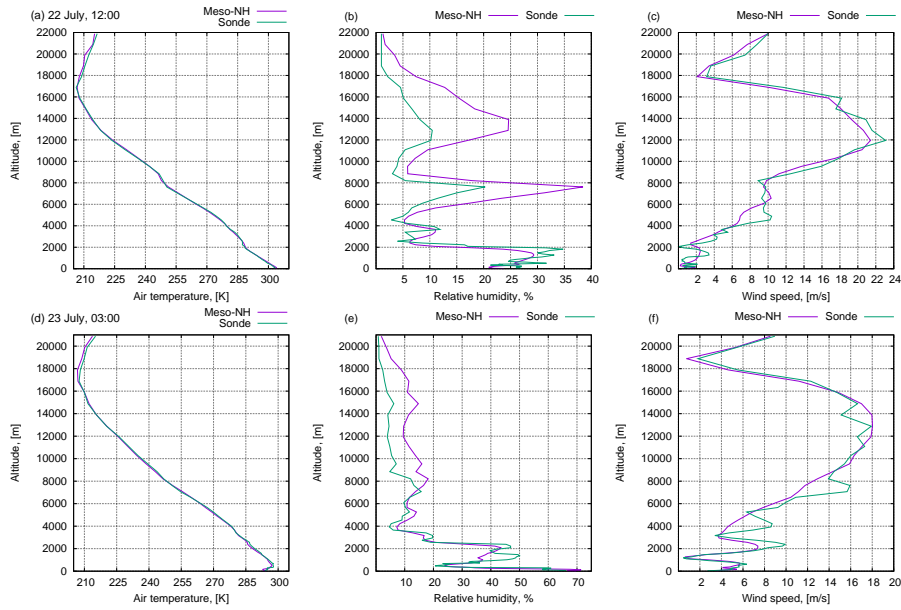 (a) 22 July, 12:00
Meso-NH
Sonde
Altitude, [m]
22000
20000
18000
16000
14000
12000
10000
8000
6000
4000
2000
0
210 225 240 255 270 285 300
Air temperature, [K]
(b)
Meso-NH Sonde
Altitude, [m]
22000
20000
18000
16000
14000
12000
10000
8000
6000
4000
2000
0
5 10 15 20 25 30 35 40
Relative humidity, %
(c)
Meso-NH Sonde
Altitude, [m]
22000
20000
18000
16000
14000
12000
10000
8000
6000
4000
2000
0
2 4 6 8 10 12 14 16 18 20 22 24
Wind speed, [m/s]
(d) 23 July, 03:00
Meso-NH
Sonde
Altitude, [m]
20000
18000
16000
14000
12000
10000
8000
6000
4000
2000
0
210 225 240 255 270 285 300
Air temperature, [K]
(e)
Meso-NH Sonde
Altitude, [m]
20000
18000
16000
14000
12000
10000
8000
6000
4000
2000
0
10 20 30 40 50 60 70
Relative humidity, %
(f)
Meso-NH Sonde
Altitude, [m]
20000
18000
16000
14000
12000
10000
8000
6000
4000
2000
0
2 4 6 8 10 12 14 16 18 20
Wind speed, [m/s]